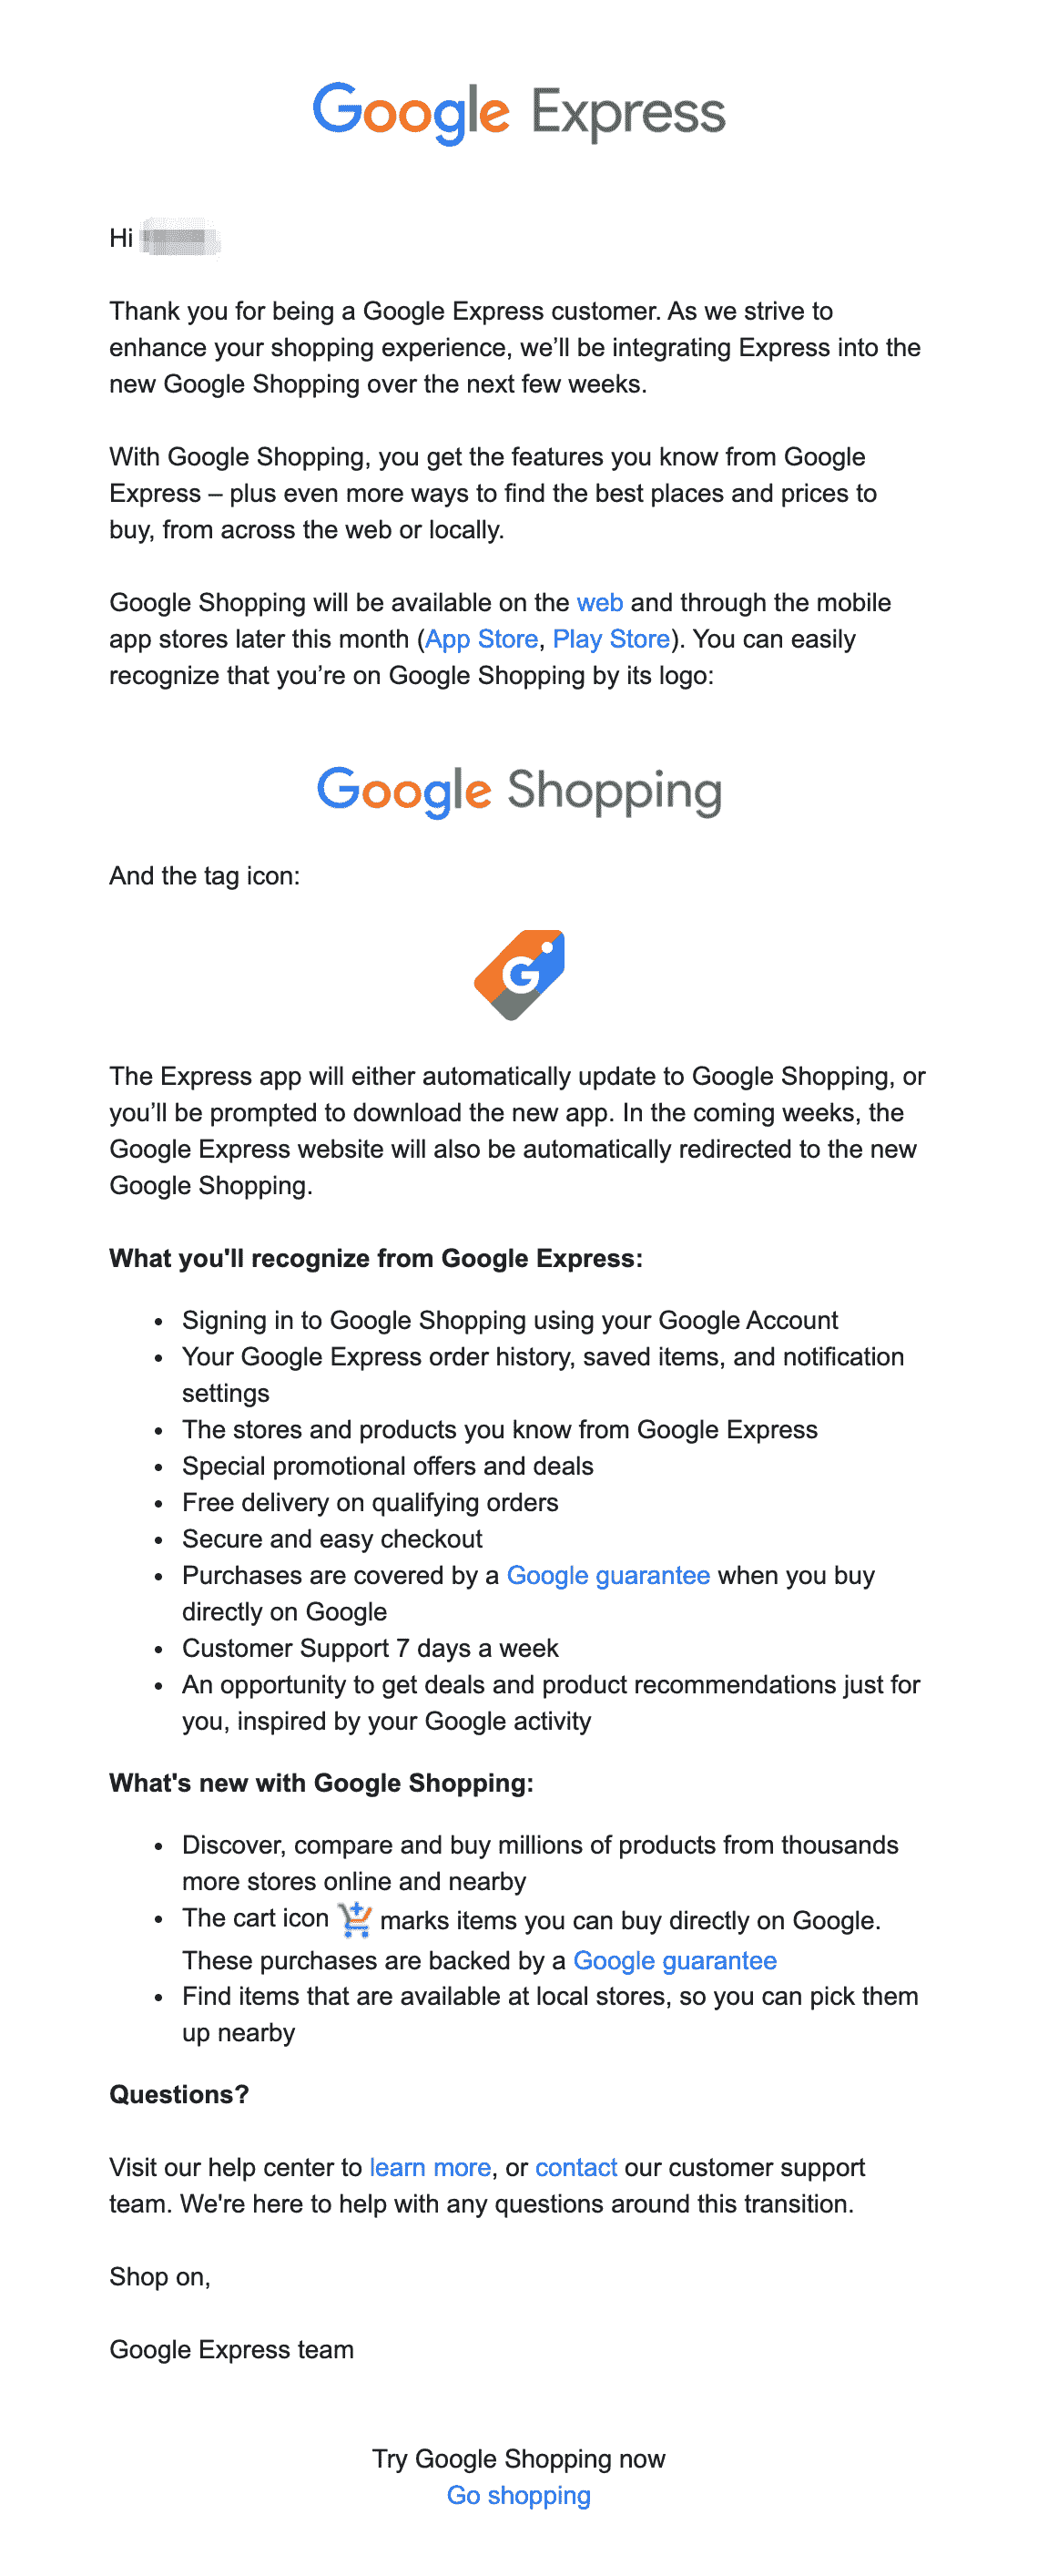 Google Express
Hi
Thank you for being a Google Express customer. As we strive to
enhance your shopping experience, we’ll be integrating Express into the
new Google Shopping over the next few weeks.
With Google Shopping, you get the features you know from Google
Express – plus even more ways to find the best places and prices to
buy, from across the web or locally.
Google Shopping will be available on the web and through the mobile
app stores later this month (App Store, Play Store). You can easily
recognize that you’re on Google Shopping by its logo:
Google Shopping
And the tag icon:
G
The Express app will either automatically update to Google Shopping, or
you’ll be prompted to download the new app. In the coming weeks, the
Google Express website will also be automatically redirected to the new
Google Shopping.
What you'll recognize from Google Express:
• Signing in to Google Shopping using your Google Account
• Your Google Express order history, saved items, and notification
settings
• The stores and products you know from Google Express
• Special promotional offers and deals
• Free delivery on qualifying orders
• Secure and easy checkout
• Purchases are covered by a Google guarantee when you buy
directly on Google
• Customer Support 7 days a week
• An opportunity to get deals and product recommendations just for
you, inspired by your Google activity
What's new with Google Shopping:
• Discover, compare and buy millions of products from thousands
more stores online and nearby
• The cart icon marks items you can buy directly on Google.
These purchases are backed by a Google guarantee
• Find items that are available at local stores, so you can pick them
up nearby
Questions?
Visit our help center to learn more, or contact our customer support
team. We're here to help with any questions around this transition.
Shop on,
Google Express team
Try Google Shopping now
Go shopping